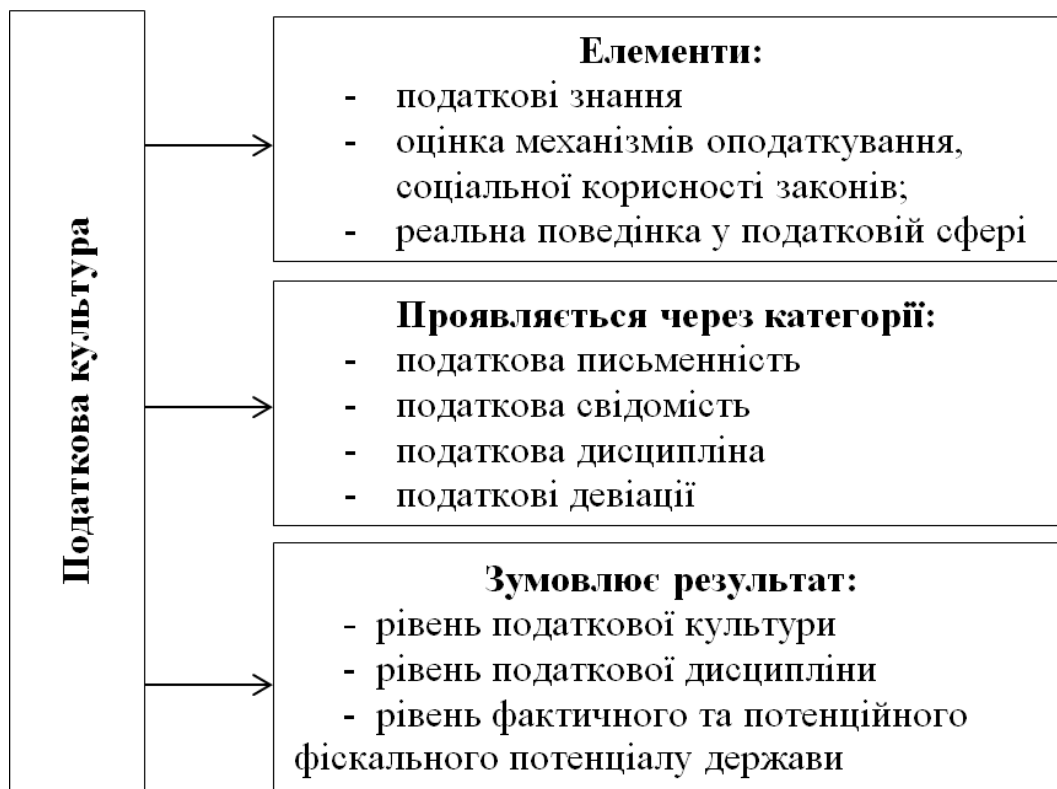 Податкова культура
Елементи:
- податкові знання
- оцінка механізмів оподаткування,
соціальної корисності законів;
- реальна поведінка у податковій сфері
Проявляється через категорії:
- податкова письменність
- податкова свідомість
- податкова дисципліна
- податкові девіації
Зумовлює результат:
- рівень податкової культури
- рівень податкової дисципліни
- рівень фактичного та потенційного
фіскального потенціалу держави